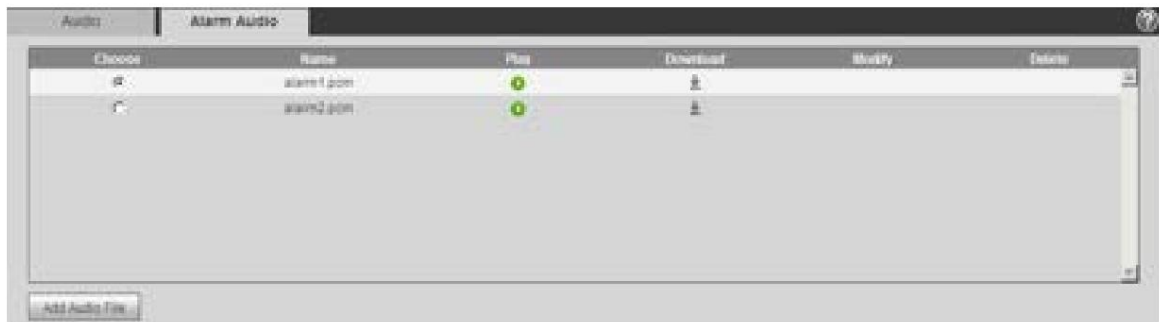 Audio Alarm Audio
Choose Name Play Download Modify Delete
alarm1.pcm
alarm2.pcm
Add Audio File